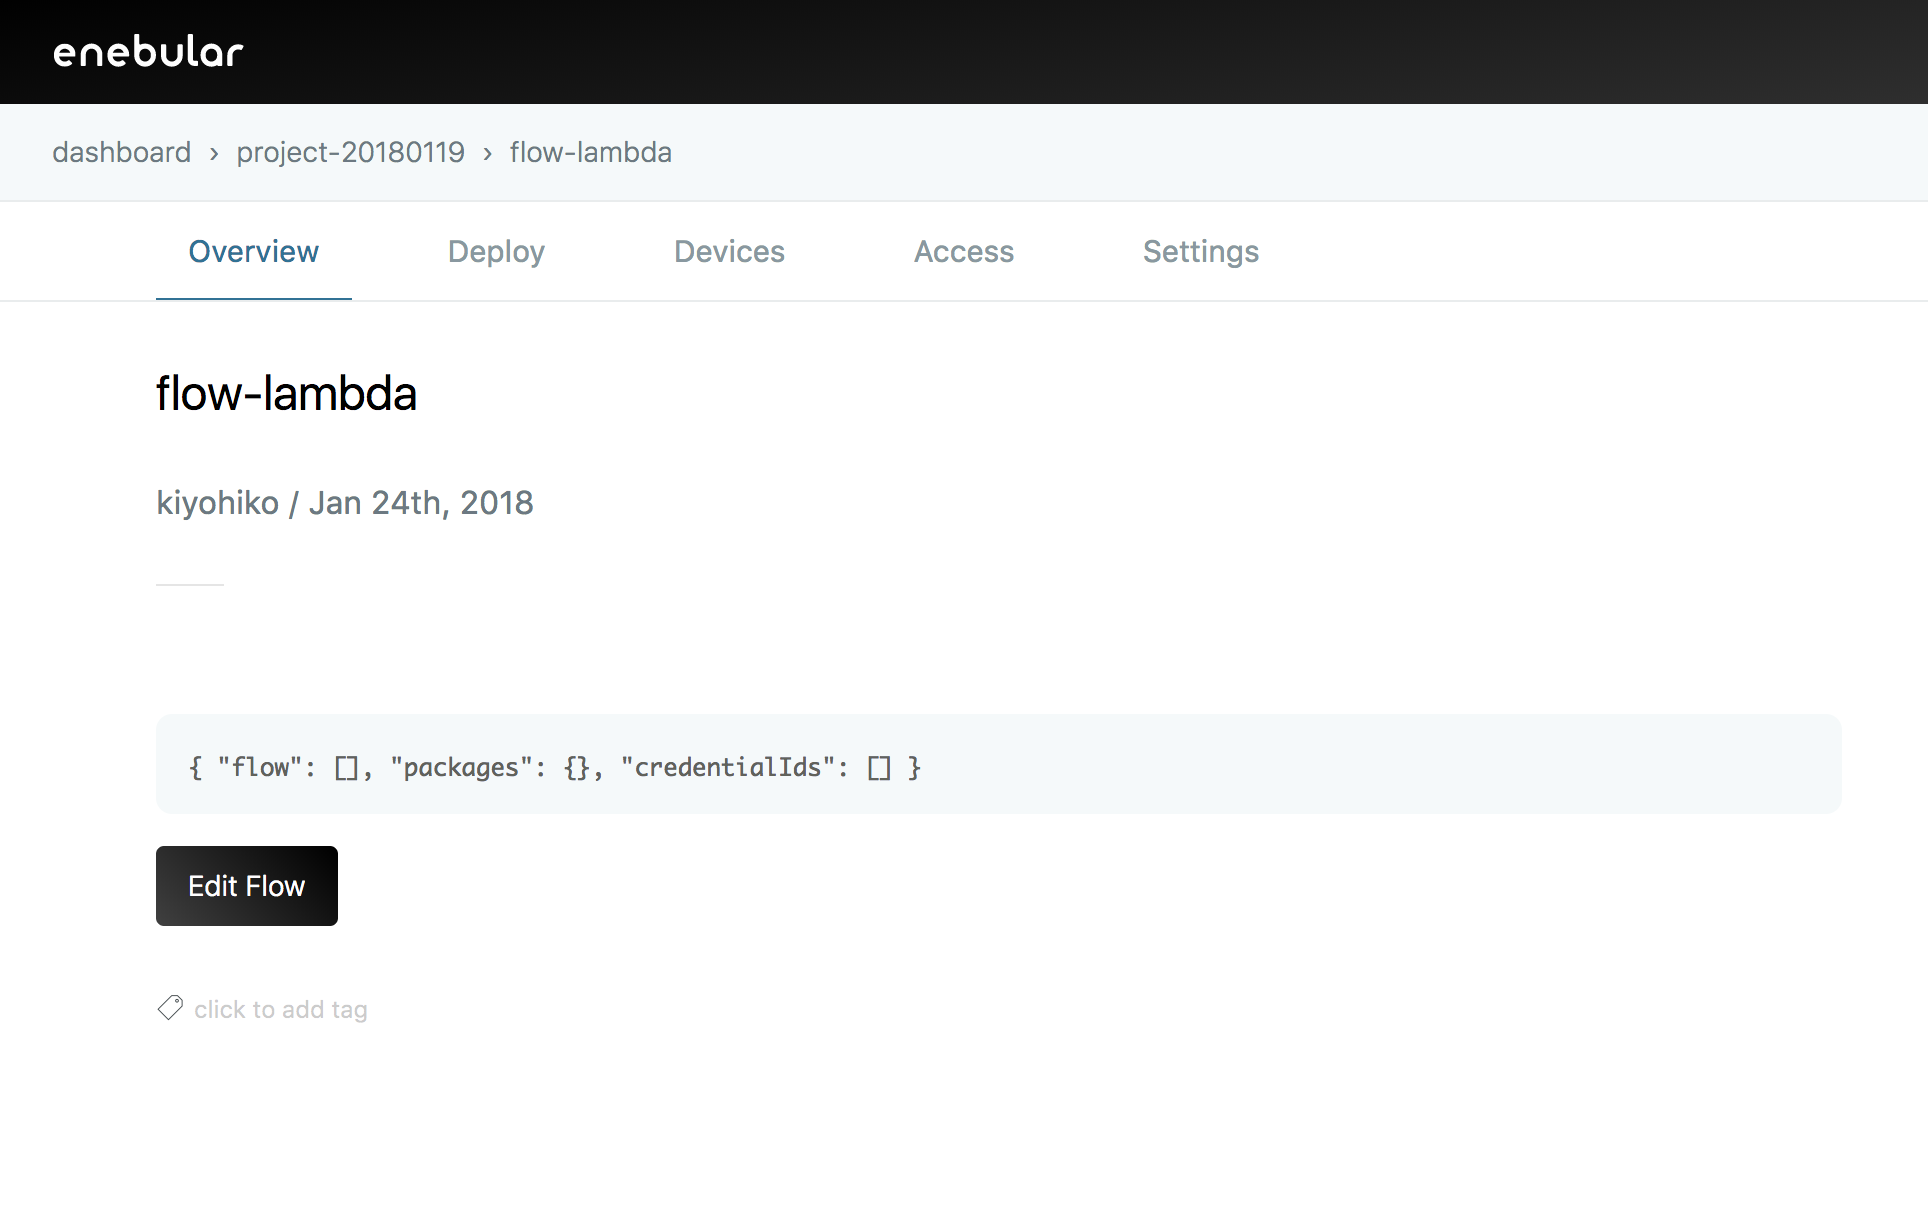 enebular
dashboard › project-20180119 › flow-lambda
Overview Deploy Devices Access Settings
flow-lambda
kiyohiko / Jan 24th, 2018
{ "flow": [], "packages": {}, "credentialIds": [] }
Edit Flow
click to add tag